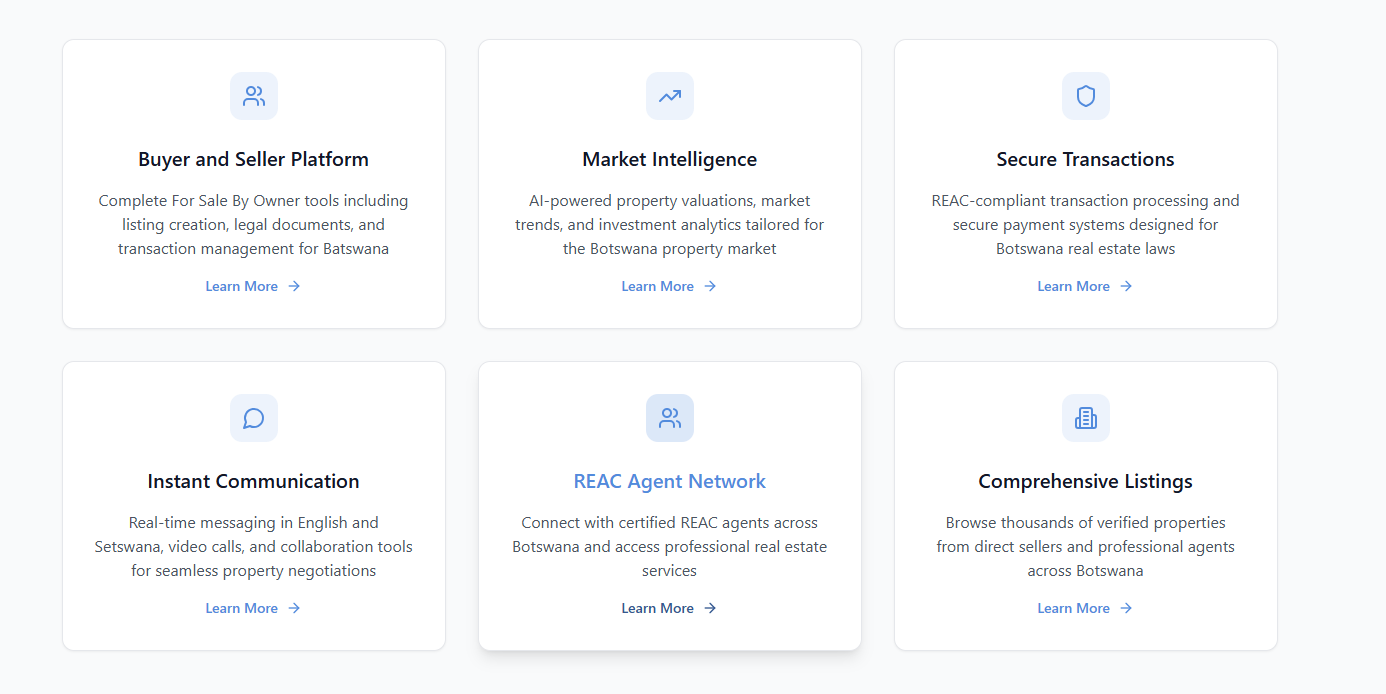 Buyer and Seller Platform
Complete For Sale By Owner tools including
listing creation, legal documents, and
transaction management for Batswana
Learn More →
Market Intelligence
AI-powered property valuations, market
trends, and investment analytics tailored for
the Botswana property market
Learn More →
Secure Transactions
REAC-compliant transaction processing and
secure payment systems designed for
Botswana real estate laws
Learn More →
Instant Communication
Real-time messaging in English and
Setswana, video calls, and collaboration tools
for seamless property negotiations
Learn More →
REAC Agent Network
Connect with certified REAC agents across
Botswana and access professional real estate
services
Learn More →
Comprehensive Listings
Browse thousands of verified properties
from direct sellers and professional agents
across Botswana
Learn More →